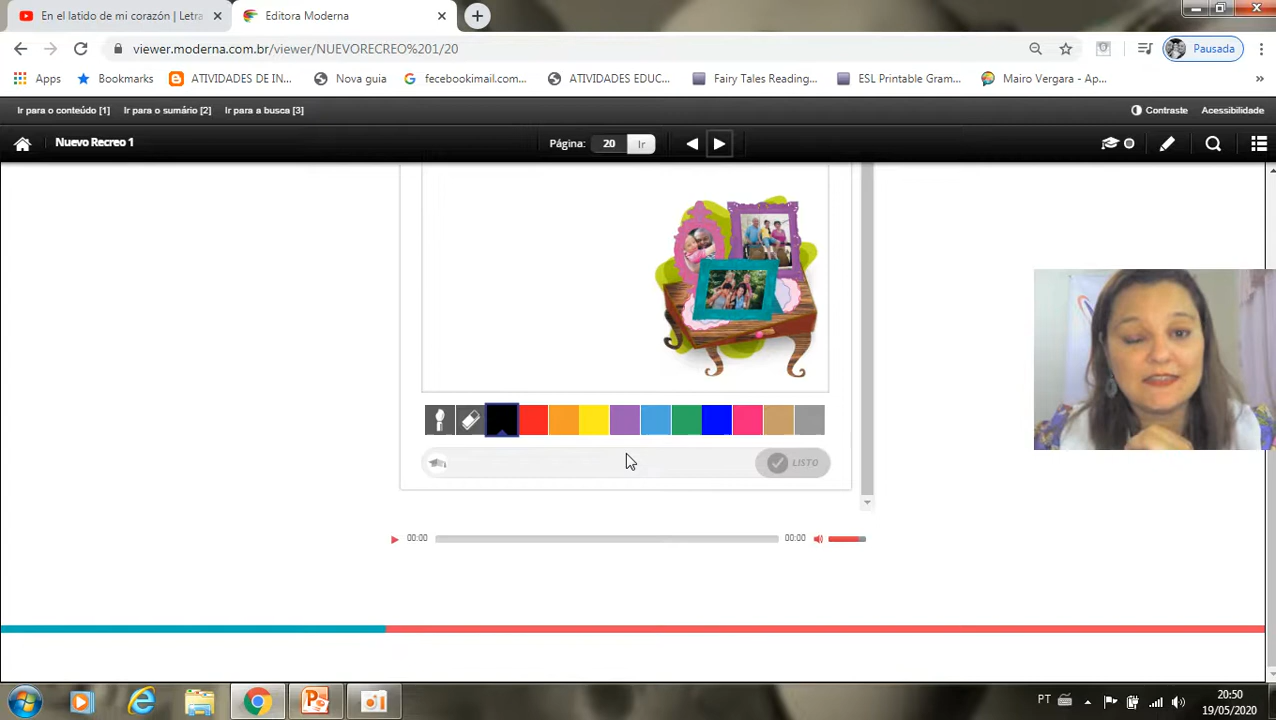 En el latido de mi corazón | Letra
Editora Moderna
viewer.moderna.com.br/viewer/NUEVORECREO%201/20
Pausada
Apps
Bookmarks
ATIVIDADES DE IN...
Nova guia
fecebookimail.com...
ATIVIDADES EDUC...
Fairy Tales Reading...
ESL Printable Gram...
Mairo Vergara - Ap...
»
Ir para o conteúdo [1]
Ir para o sumário [2]
Ir para a busca [3]
Contraste
Acessibilidade
Nuevo Recreo 1
Página:
20
Ir
LISTO
00:00
00:00
PT
20:50
19/05/2020